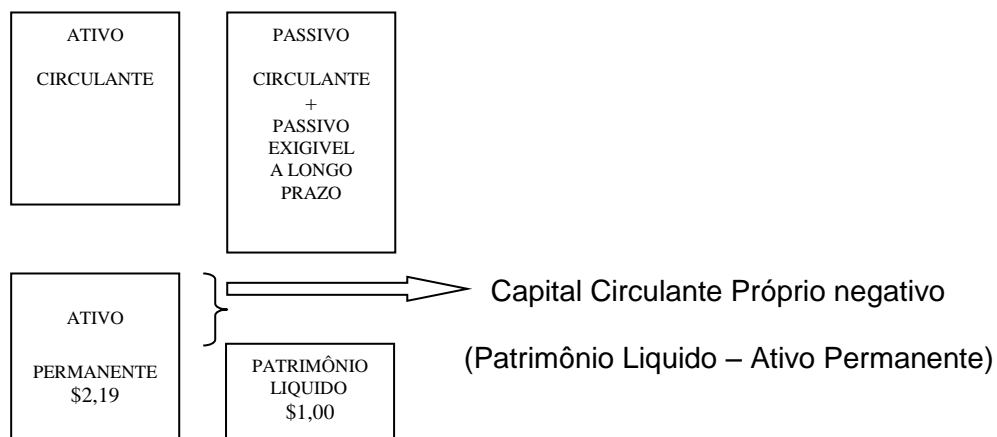 ATIVO
CIRCULANTE
PASSIVO
CIRCULANTE
+
PASSIVO
EXIGIVEL
A LONGO
PRAZO
ATIVO
PERMANENTE
$2,19
PATRIMÔNIO
LIQUIDO
$1,00
Capital Circulante Próprio negativo
(Patrimônio Liquido – Ativo Permanente)